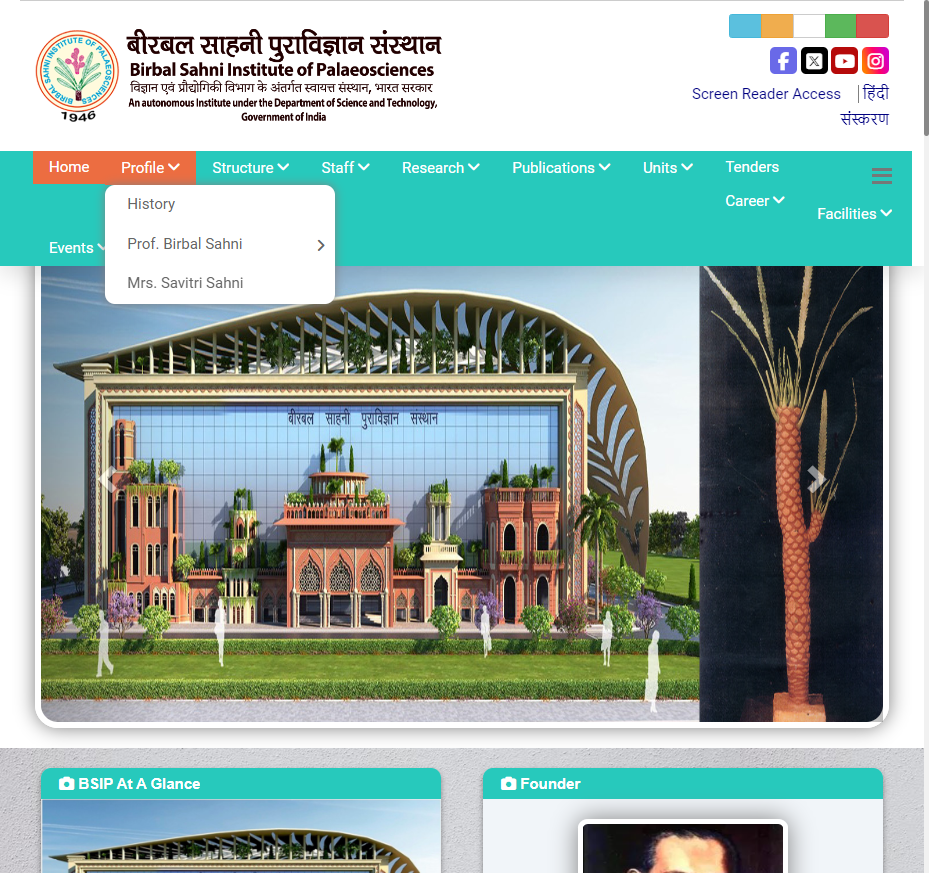 BIRBAL SAHNI INSTITUTE OF PALAEOSCIENCES
1946
बीरबल साहनी पुराविज्ञान संस्थान
Birbal Sahni Institute of Palaeosciences
विज्ञान एवं प्रौद्योगिकी विभाग के अंतर्गत स्वायत्त संस्थान, भारत सरकार
An autonomous Institute under the Department of Science and Technology,
Government of India
Screen Reader Access
हिंदी
संस्करण
Home
Profile
Structure
Staff
Research
Publications
Units
Tenders
Career
Facilities
Events
History
Prof. Birbal Sahni
Mrs. Savitri Sahni
बीरबल साहनी पुराविज्ञान संस्थान
BSIP At A Glance
Founder